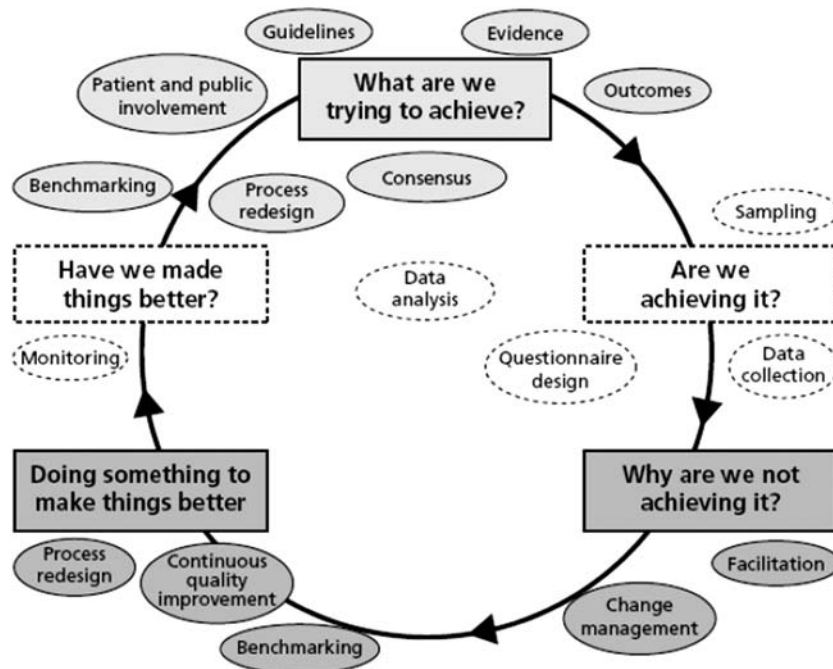 Guidelines
Evidence
What are we
trying to achieve?
Patient and public
involvement
Outcomes
Benchmarking
Process
redesign
Consensus
Sampling
Have we made
things better?
Data
analysis
Are we
achieving it?
Monitoring
Questionnaire
design
Data
collection
Doing something to
make things better
Why are we not
achieving it?
Process
redesign
Continuous
quality
improvement
Facilitation
Change
management
Benchmarking